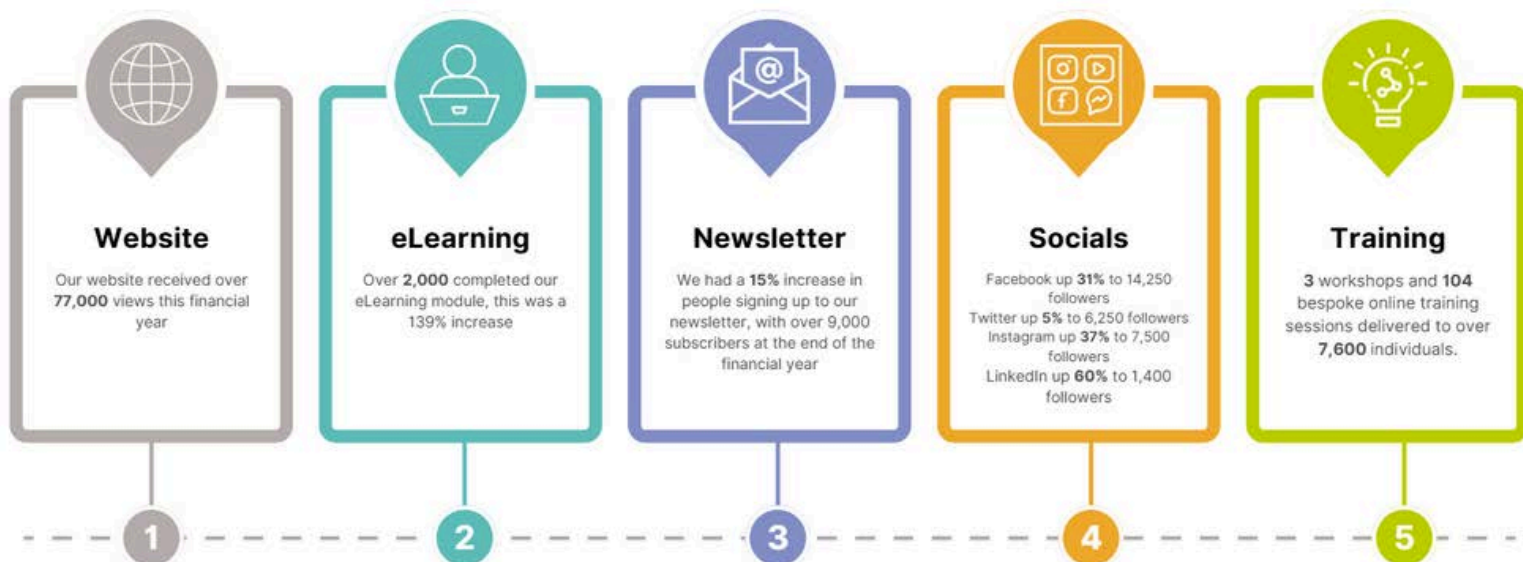 Website
Our website received over
77,000 views this financial
year
eLearning
Over 2,000 completed our
eLearning module, this was a
139% increase
Newsletter
We had a 15% increase in
people signing up to our
newsletter, with over 9,000
subscribers at the end of the
financial year
Socials
Facebook up 31% to 14,250
followers
Twitter up 5% to 6,250 followers
Instagram up 37% to 7,500
followers
LinkedIn up 60% to 1,400
followers
Training
3 workshops and 104
bespoke online training
sessions delivered to over
7,600 individuals.
1
2
3
4
5